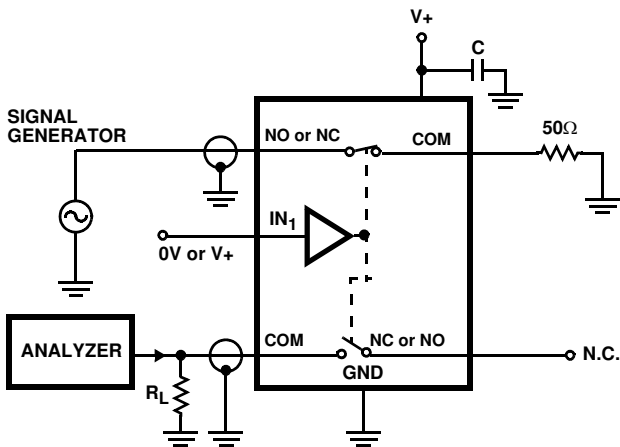 V+
C
SIGNAL
GENERATOR
NO or NC
COM
50Ω
IN1
0V or V+
ANALYZER
COM
NC or NO
N.C.
GND
RL